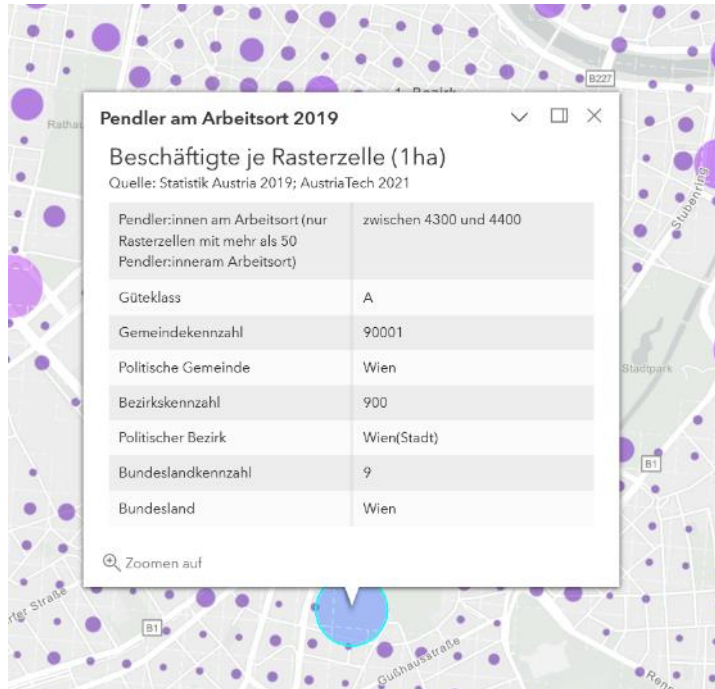 B227
Pendler am Arbeitsort 2019
Beschäftigte je Rasterzelle (1ha)
Quelle: Statistik Austria 2019; AustriaTech 2021
Pendler:innen am Arbeitsort (nur
Rasterzellen mit mehr als 50
Pendler:inneram Arbeitsort)
zwischen 4300 und 4400
Güteklass
A
Gemeindekennzahl
90001
Politische Gemeinde
Wien
Bezirkskennzahl
900
Politischer Bezirk
Wien(Stadt)
Bundeslandkennzahl
9
Bundesland
Wien
Zoomen auf
Stubenring
Stadtpark
B1
B1
Gußhausstraße